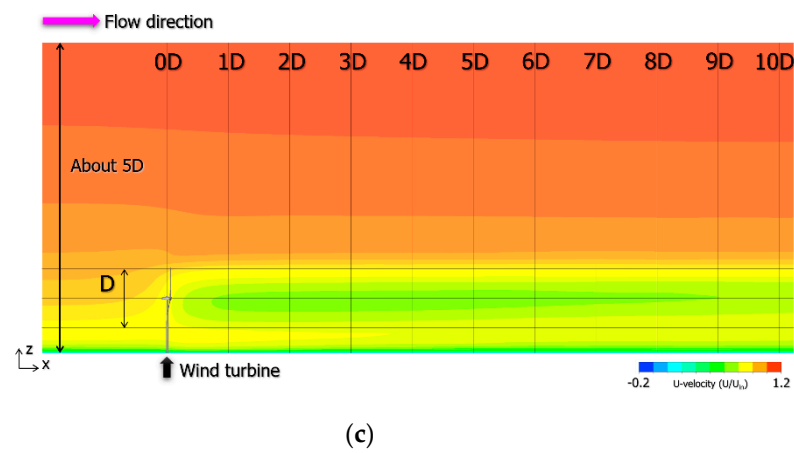 Flow direction
0D 1D 2D 3D 4D 5D 6D 7D 8D 9D 10D
About 5D
D
z
x
Wind turbine
-0.2 U-velocity (U/Uin) 1.2
(c)